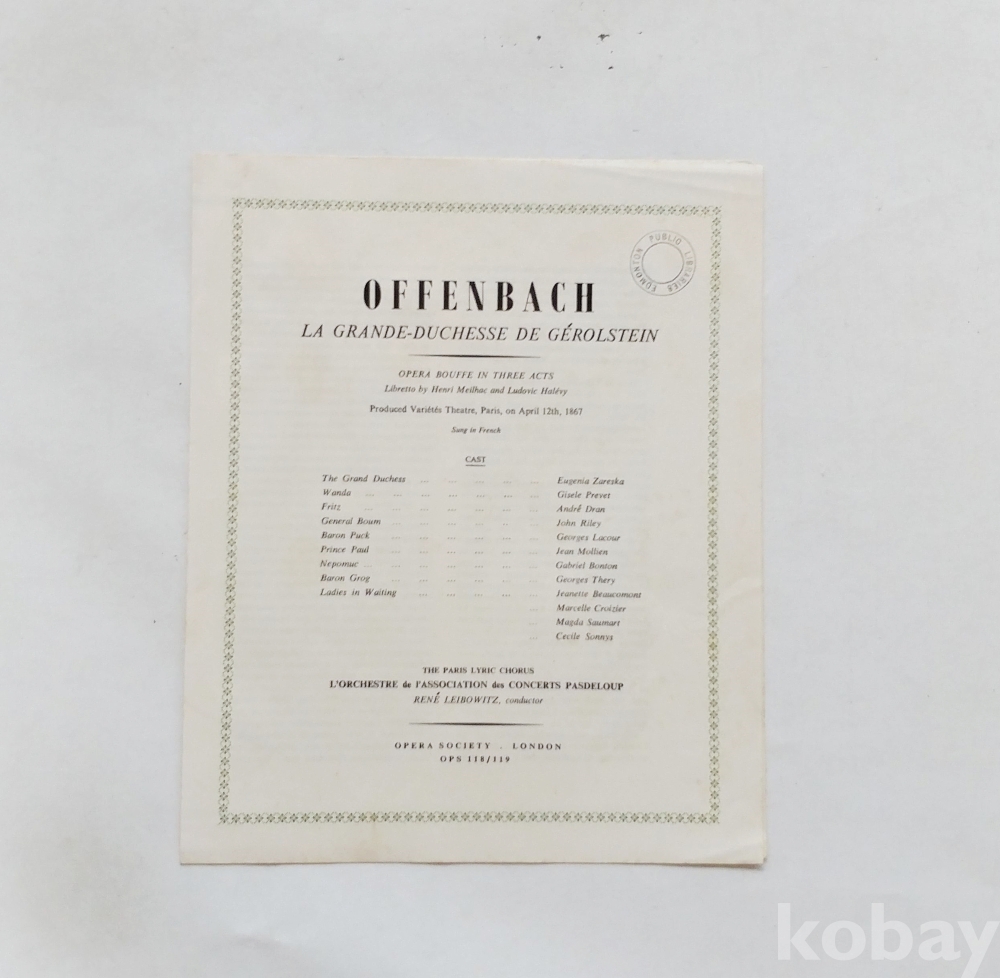 EDMONTON PUBLIC LIBRARIES
OFFENBACH
LA GRANDE-DUCHESSE DE GÉROLSTEIN
OPERA BOUFFE IN THREE ACTS
Libretto by Henri Meilhac and Ludovic Halévy
Produced Variétés Theatre, Paris, on April 12th, 1867
Sung in French
CAST
The Grand Duchess ... ... ... ... ... Eugenia Zareska
Wanda ... ... ... ... ... ... ... Gisele Prevet
Fritz ... ... ... ... ... ... ... André Dran
General Boum ... ... ... ... ... ... John Riley
Baron Puck ... ... ... ... ... ... Georges Lacour
Prince Paul ... ... ... ... ... ... Jean Mollien
Nepomuc ... ... ... ... ... ... ... Gabriel Bonton
Baron Grog ... ... ... ... ... ... Georges Thery
Ladies in Waiting ... ... ... ... ... Jeanette Beaucomont
... Marcelle Croizier
... Magda Saumart
... Cecile Sonnys
THE PARIS LYRIC CHORUS
L'ORCHESTRE de l'ASSOCIATION des CONCERTS PASDELOUP
RENÉ LEIBOWITZ, conductor
OPERA SOCIETY . LONDON
OPS 118/119
kobay